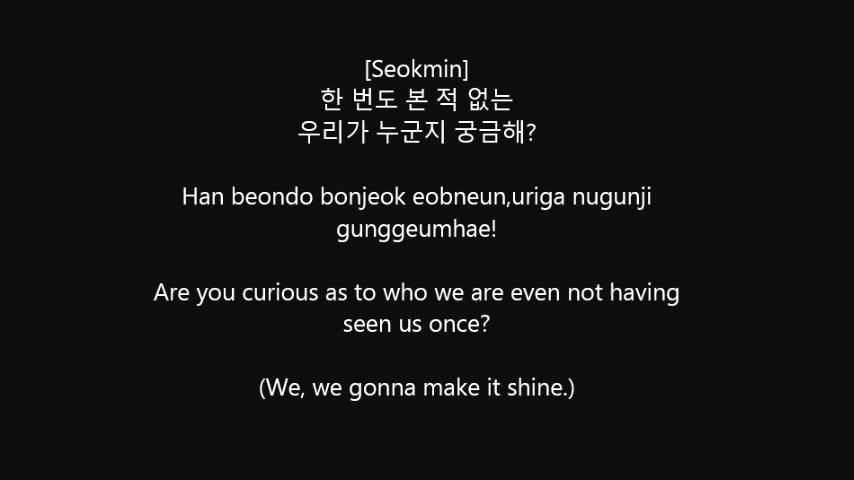 [Seokmin]
한 번도 본 적 없는
우리가 누군지 궁금해?
Han beondo bonjeok eobneun,uriga nugunji
gunggeumhae!
Are you curious as to who we are even not having
seen us once?
(We, we gonna make it shine.)